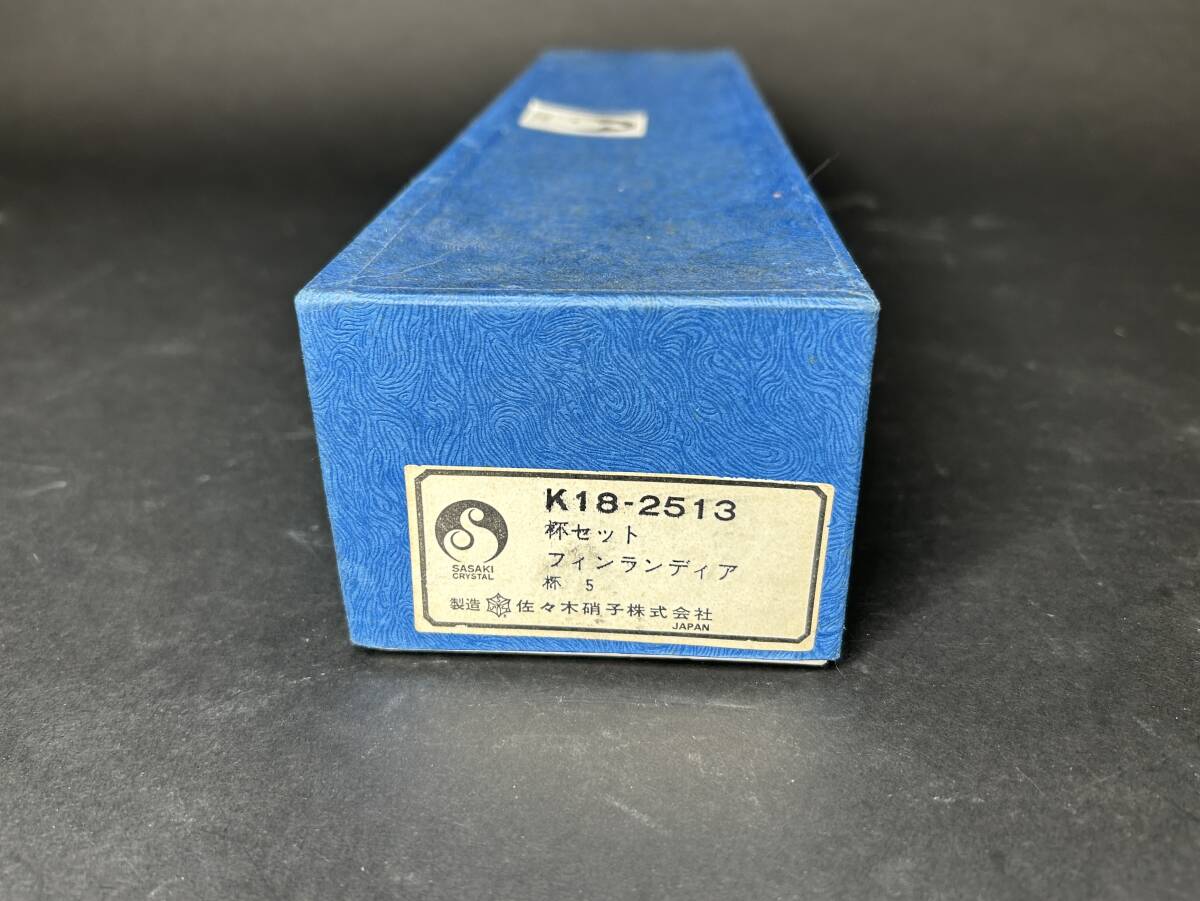 K18-2513
杯セット
フィンランディア
杯 5
SASAKI
CRYSTAL
製造 佐々木硝子株式会社
JAPAN